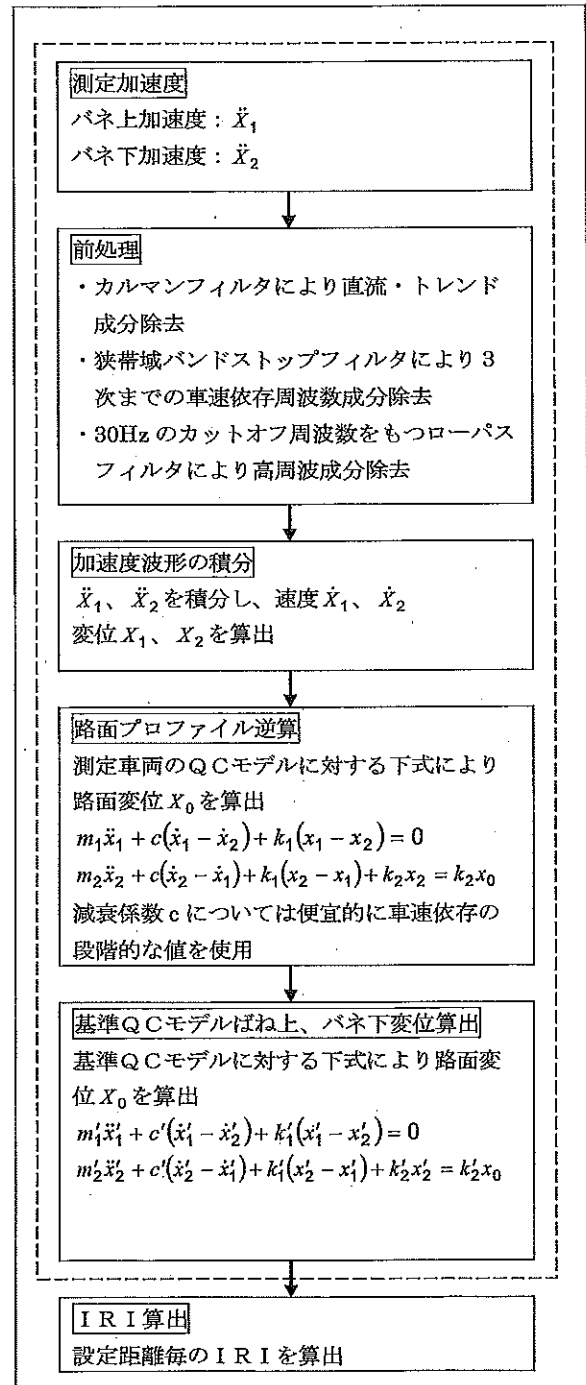 測定加速度
バネ上加速度：Ẍ₁
バネ下加速度：Ẍ₂
前処理
・カルマンフィルタにより直流・トレンド
成分除去
・狭帯域バンドストップフィルタにより３
次までの車速依存周波数成分除去
・30Hz のカットオフ周波数をもつローパス
フィルタにより高周波成分除去
加速度波形の積分
Ẍ₁、Ẍ₂を積分し、速度Ẋ₁、Ẋ₂
変位X₁、X₂を算出
路面プロファイル逆算
測定車両のＱＣモデルに対する下式により
路面変位X₀を算出
m₁ẍ₁ + c(ẋ₁ − ẋ₂) + k₁(x₁ − x₂) = 0
m₂ẍ₂ + c(ẋ₂ − ẋ₁) + k₁(x₂ − x₁) + k₂x₂ = k₂x₀
減衰係数 c については便宜的に車速依存の
段階的な値を使用
基準ＱＣモデルばね上、バネ下変位算出
基準ＱＣモデルに対する下式により路面変
位X₀を算出
m′₁ẍ′₁ + c′(ẋ′₁ − ẋ′₂) + k′₁(x′₁ − x′₂) = 0
m′₂ẍ′₂ + c′(ẋ′₂ − ẋ′₁) + k′₁(x′₂ − x′₁) + k′₂x′₂ = k′₂x₀
ＩＲＩ算出
設定距離毎のＩＲＩを算出